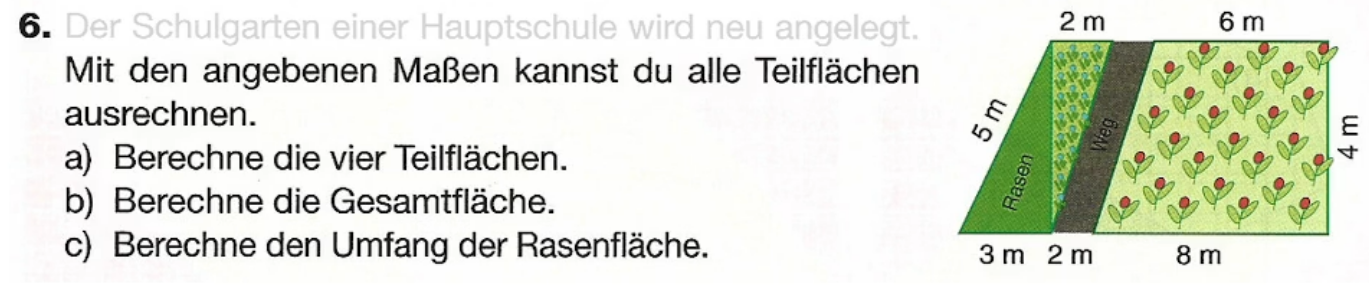 6. Der Schulgarten einer Hauptschule wird neu angelegt.
Mit den angebenen Maßen kannst du alle Teilflächen
ausrechnen.
a) Berechne die vier Teilflächen.
b) Berechne die Gesamtfläche.
c) Berechne den Umfang der Rasenfläche.
2 m 6 m
5 m
Rasen
Weg
4 m
3 m 2 m 8 m